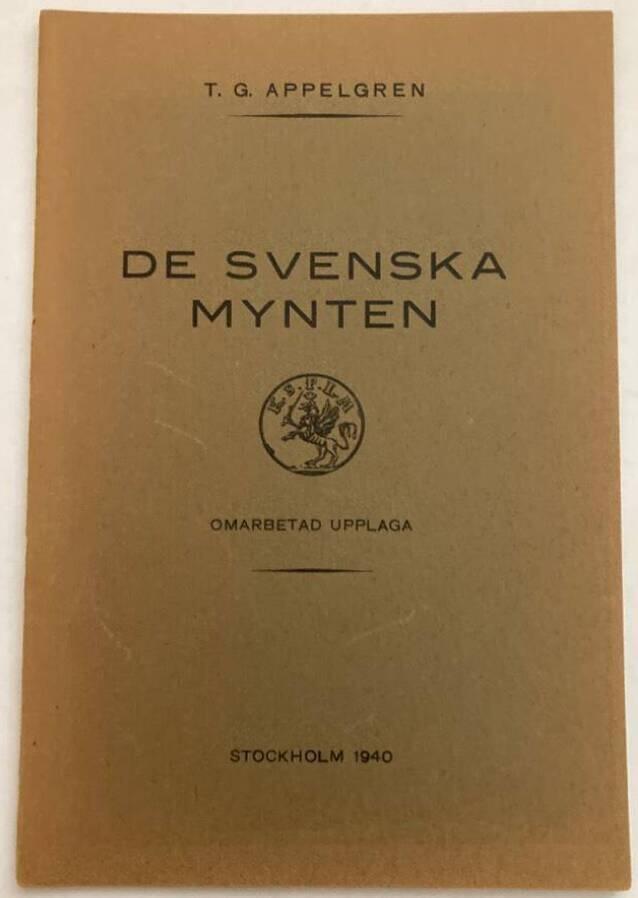 T. G. APPELGREN
DE SVENSKA
MYNTEN
K. S. F. L. M
OMARBETAD UPPLAGA
STOCKHOLM 1940